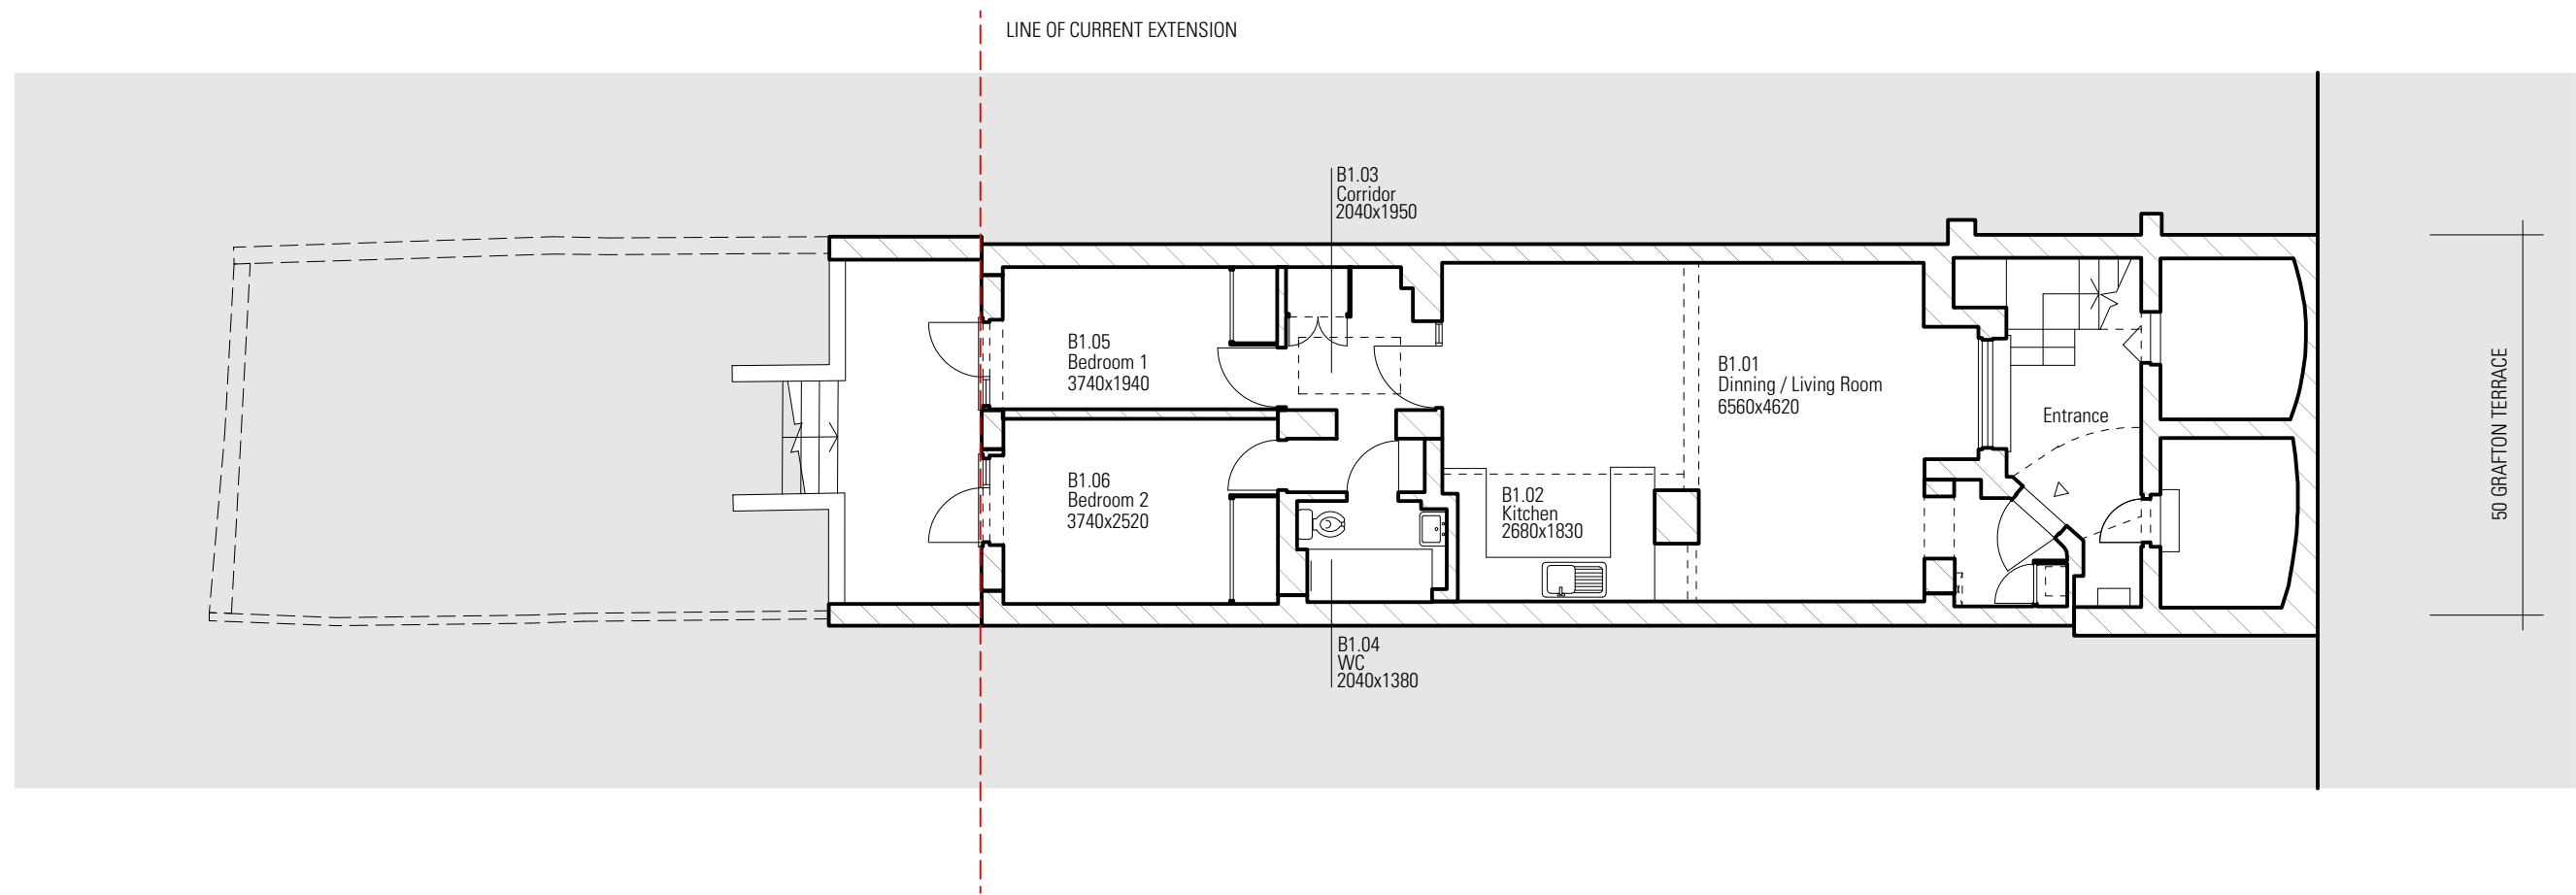 LINE OF CURRENT EXTENSION
B1.03
Corridor
2040x1950
B1.05
Bedroom 1
3740x1940
B1.01
Dinning / Living Room
6560x4620
Entrance
50 GRAFTON TERRACE
B1.06
Bedroom 2
3740x2520
B1.02
Kitchen
2680x1830
B1.04
WC
2040x1380